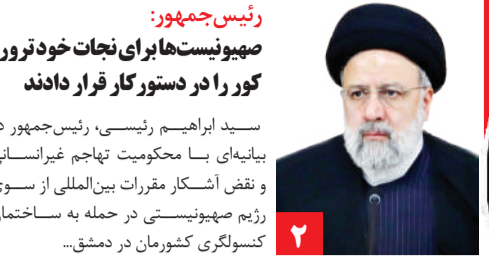 رئیس‌جمهور:
صهیونیست‌ها برای نجات خود ترور
کور را در دستور کار قرار دادند
سید ابراهیم رئیسی، رئیس‌جمهور د
بیانیه‌ای با محکومیت تهاجم غیرانسانی
و نقض آشکار مقررات بین‌المللی از سوی
رژیم صهیونیستی در حمله به ساختمان
کنسولگری کشورمان در دمشق...
۲